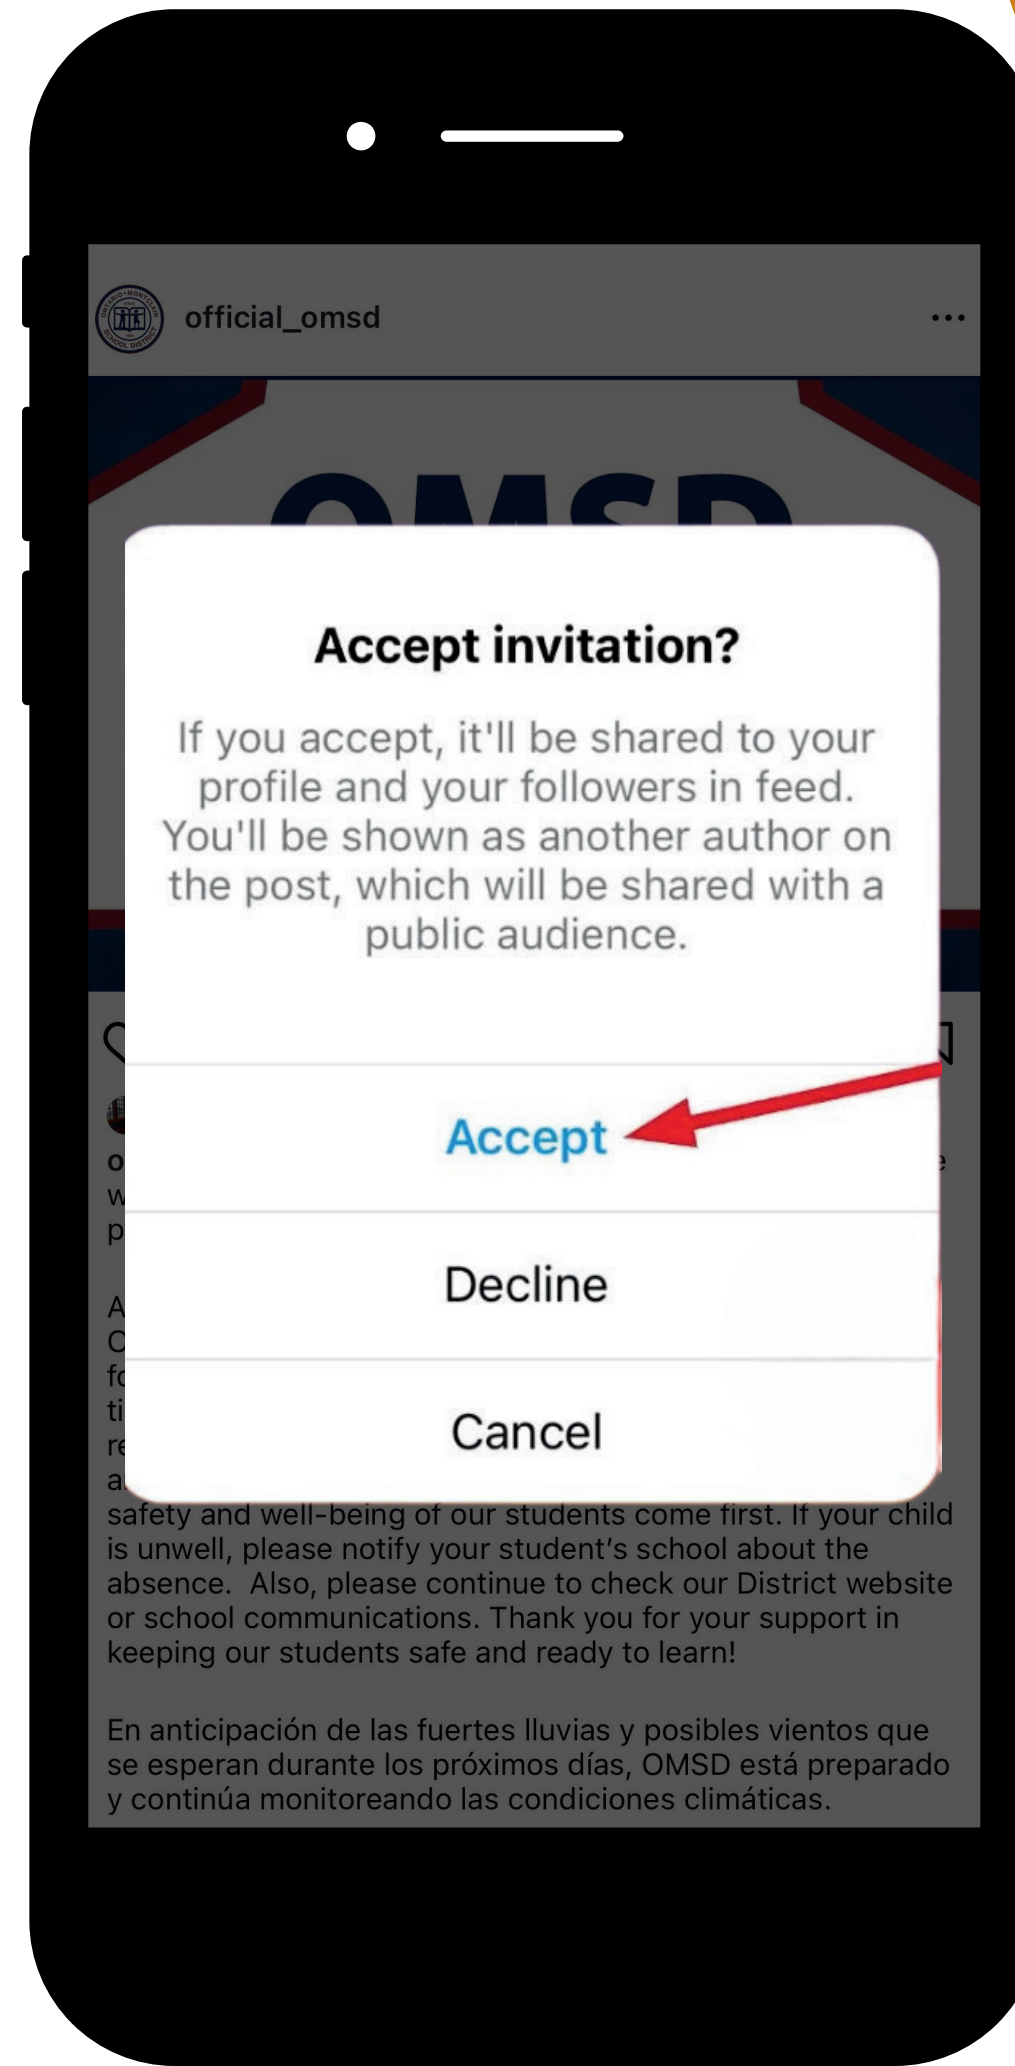 ONTARIO-MONTCLAIR
SCHOOL DISTRICT
official_omsd
OMSD
Accept invitation?
If you accept, it'll be shared to your
profile and your followers in feed.
You'll be shown as another author on
the post, which will be shared with a
public audience.
Accept
Decline
Cancel
safety and well-being of our students come first. If your child
is unwell, please notify your student’s school about the
absence.  Also, please continue to check our District website
or school communications. Thank you for your support in
keeping our students safe and ready to learn!
En anticipación de las fuertes lluvias y posibles vientos que
se esperan durante los próximos días, OMSD está preparado
y continúa monitoreando las condiciones climáticas.